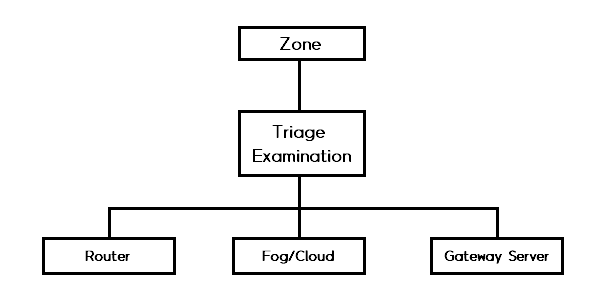 Zone
Triage
Examination
Router
Fog/Cloud
Gateway Server